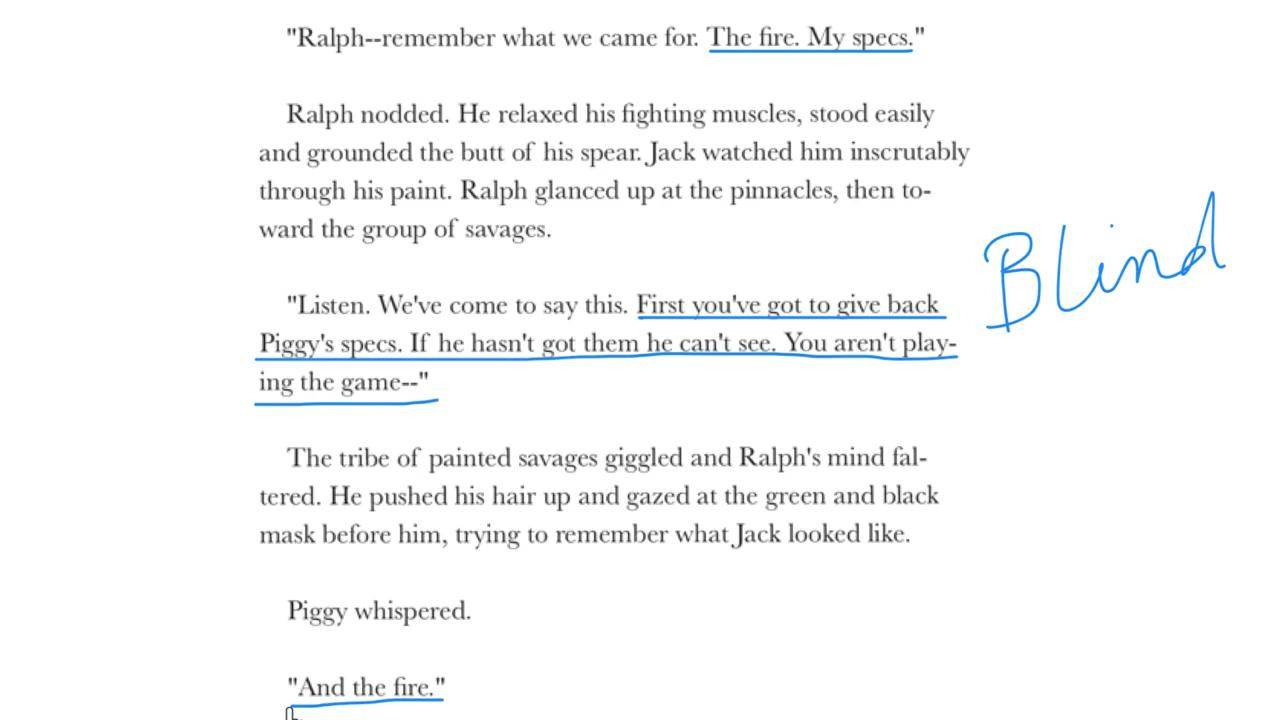 "Ralph--remember what we came for. The fire. My specs."
Ralph nodded. He relaxed his fighting muscles, stood easily
and grounded the butt of his spear. Jack watched him inscrutably
through his paint. Ralph glanced up at the pinnacles, then to-
ward the group of savages.
Blind
"Listen. We've come to say this. First you've got to give back
Piggy's specs. If he hasn't got them he can't see. You aren't play-
ing the game--"
The tribe of painted savages giggled and Ralph's mind fal-
tered. He pushed his hair up and gazed at the green and black
mask before him, trying to remember what Jack looked like.
Piggy whispered.
"And the fire."